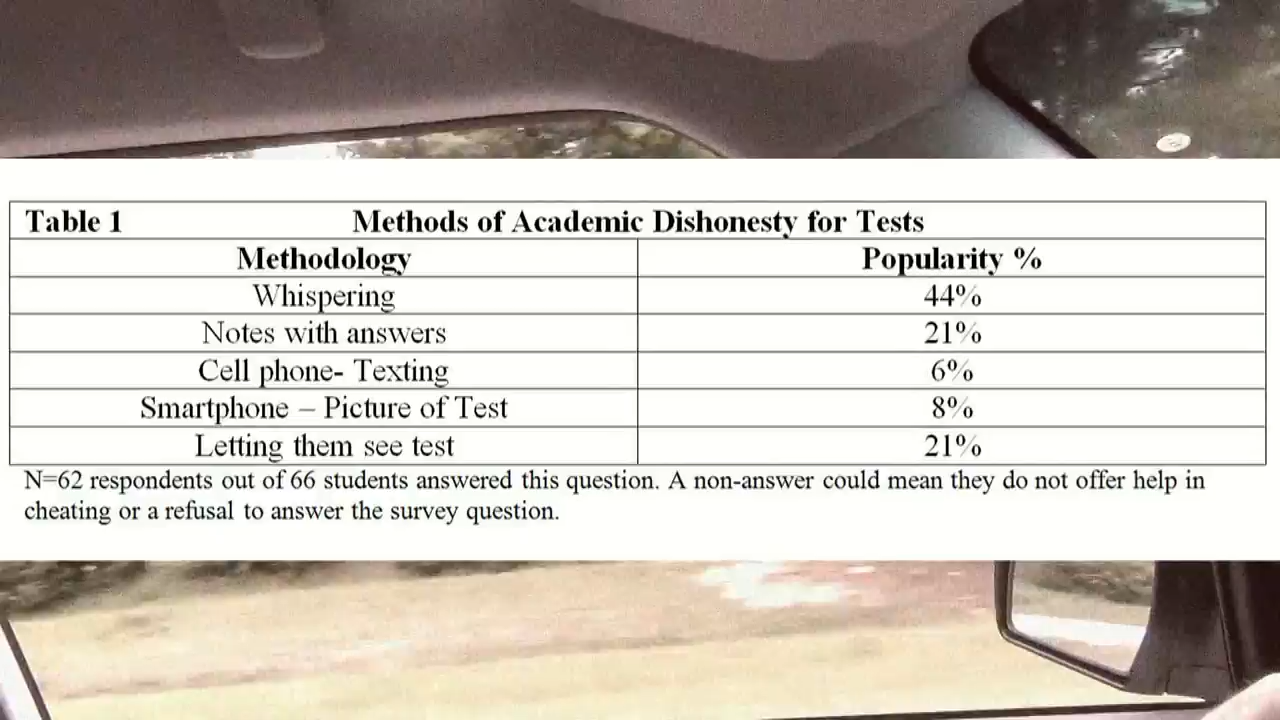 Table 1 Methods of Academic Dishonesty for Tests
Methodology Popularity %
Whispering 44%
Notes with answers 21%
Cell phone- Texting 6%
Smartphone – Picture of Test 8%
Letting them see test 21%
N=62 respondents out of 66 students answered this question. A non-answer could mean they do not offer help in
cheating or a refusal to answer the survey question.